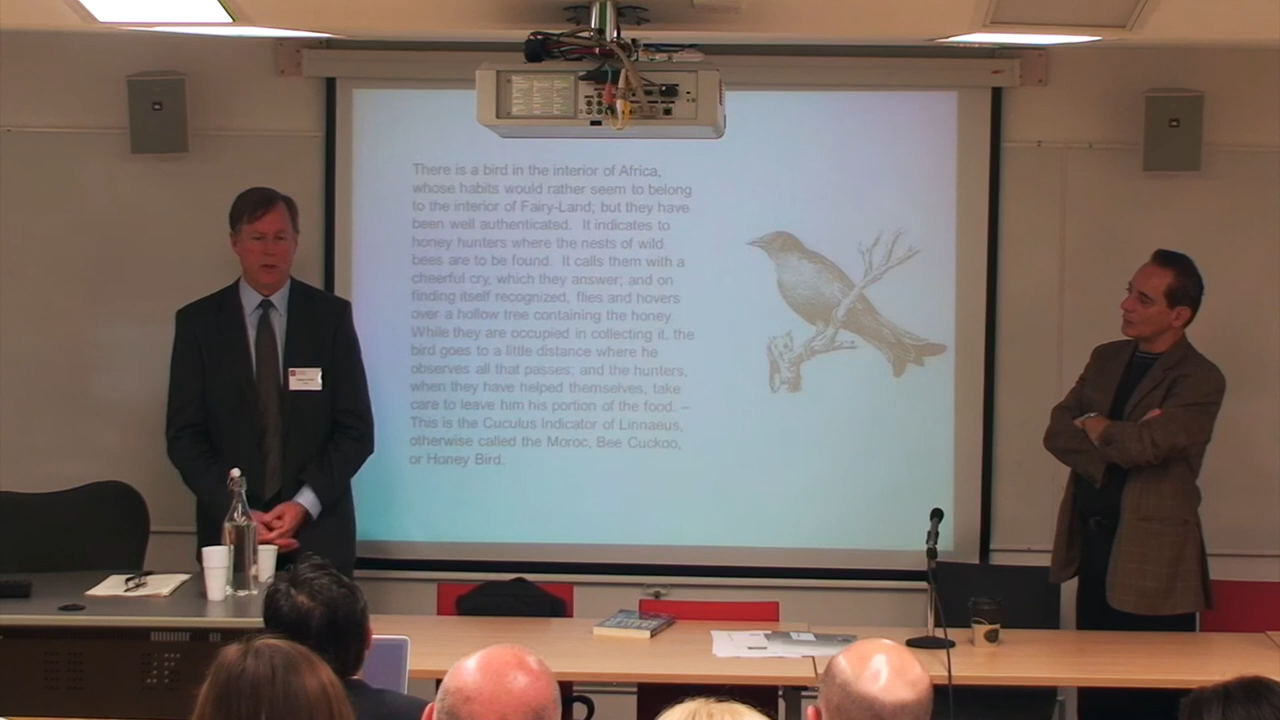 There is a bird in the interior of Africa,
whose habits would rather seem to belong
to the interior of Fairy-Land; but they have
been well authenticated. It indicates to
honey hunters where the nests of wild
bees are to be found. It calls them with a
cheerful cry, which they answer; and on
finding itself recognized, flies and hovers
over a hollow tree containing the honey.
While they are occupied in collecting it, the
bird goes to a little distance where he
observes all that passes; and the hunters,
when they have helped themselves, take
care to leave him his portion of the food. –
This is the Cuculus Indicator of Linnaeus,
otherwise called the Moroc, Bee Cuckoo,
or Honey Bird.